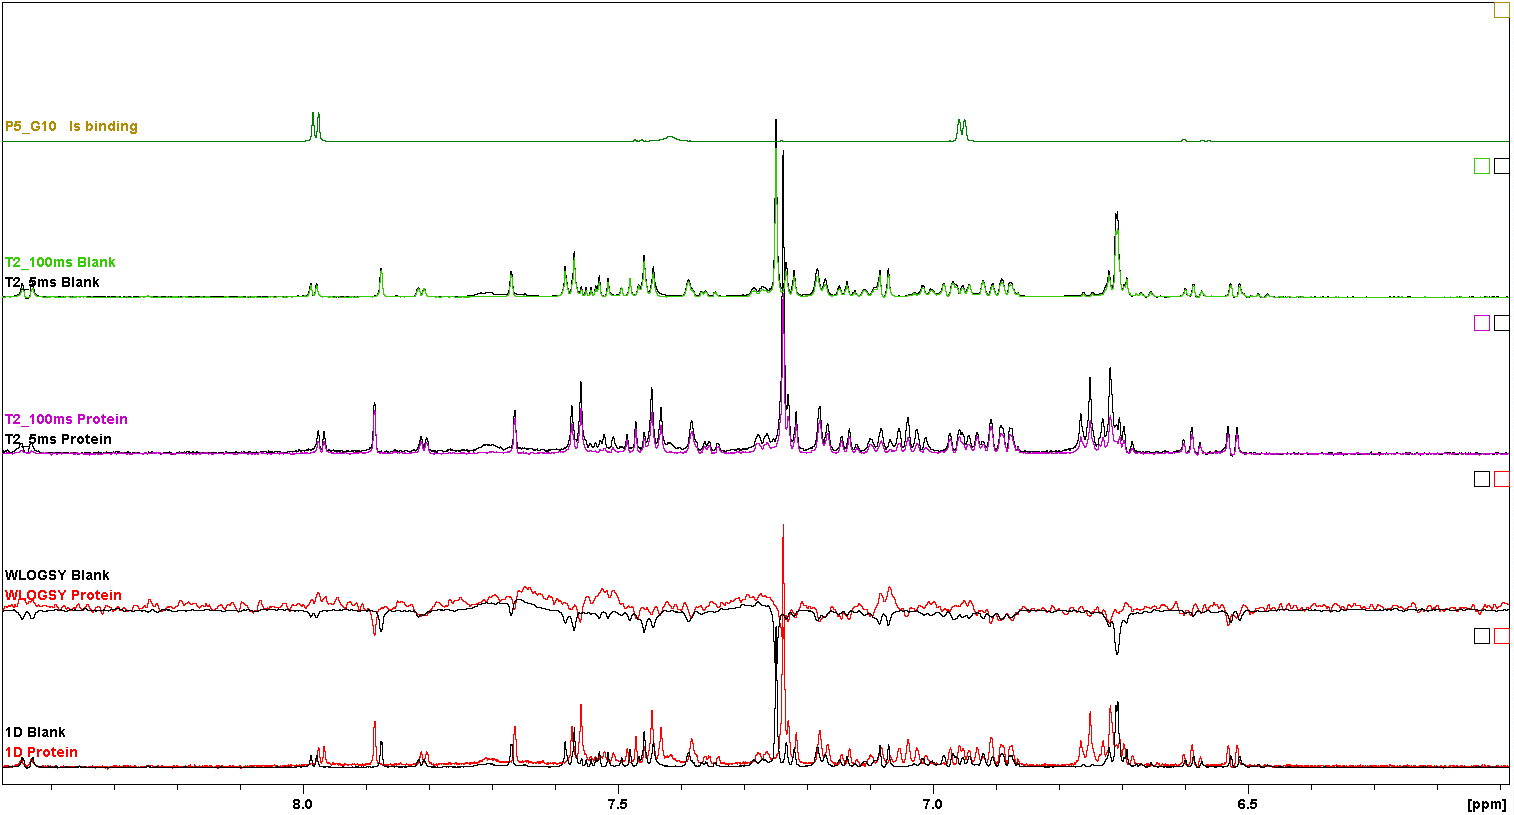 P5_G10 Is binding
T2_100ms Blank
T2_5ms Blank
T2_100ms Protein
T2_5ms Protein
WLOGSY Blank
WLOGSY Protein
1D Blank
1D Protein
8.0 7.5 7.0 6.5 [ppm]